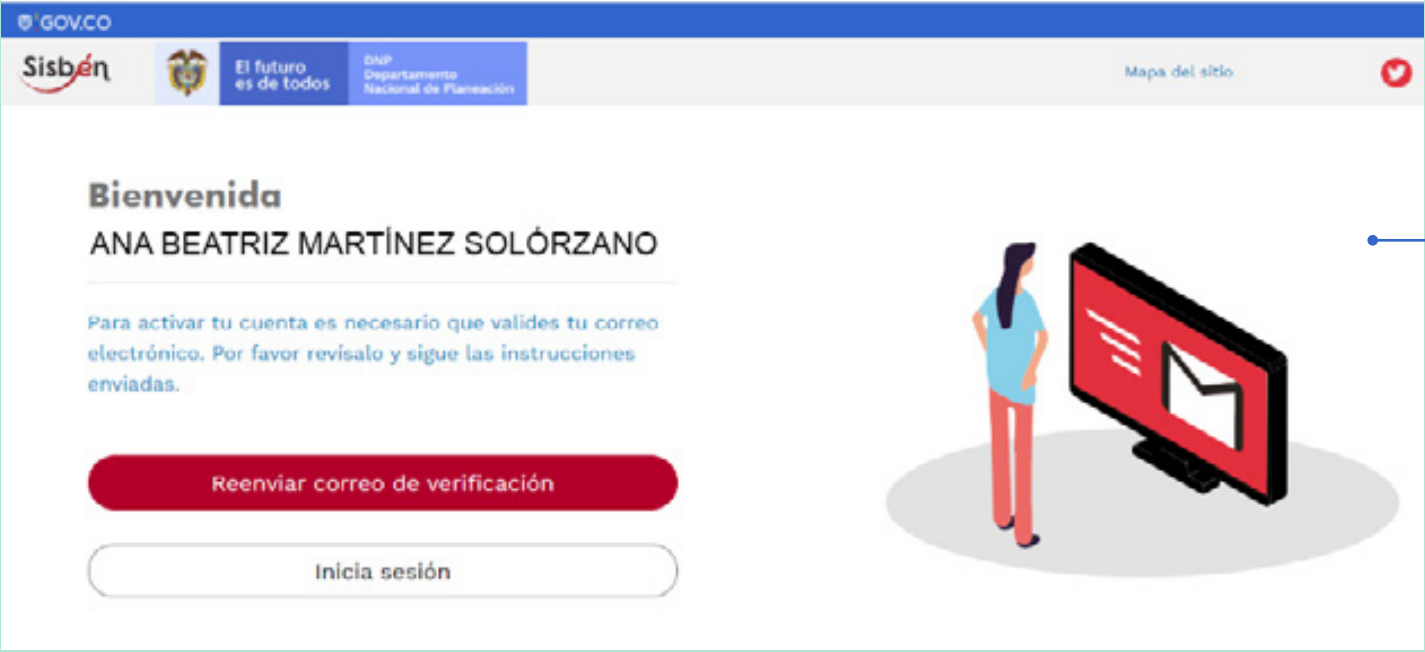 GOV.CO
Sisbén
El futuro
es de todos
DNP
Departamento
Nacional de Planeación
Mapa del sitio
Bienvenida
ANA BEATRIZ MARTÍNEZ SOLÓRZANO
Para activar tu cuenta es necesario que valides tu correo
electrónico. Por favor revísalo y sigue las instrucciones
enviadas.
Reenviar correo de verificación
Inicia sesión